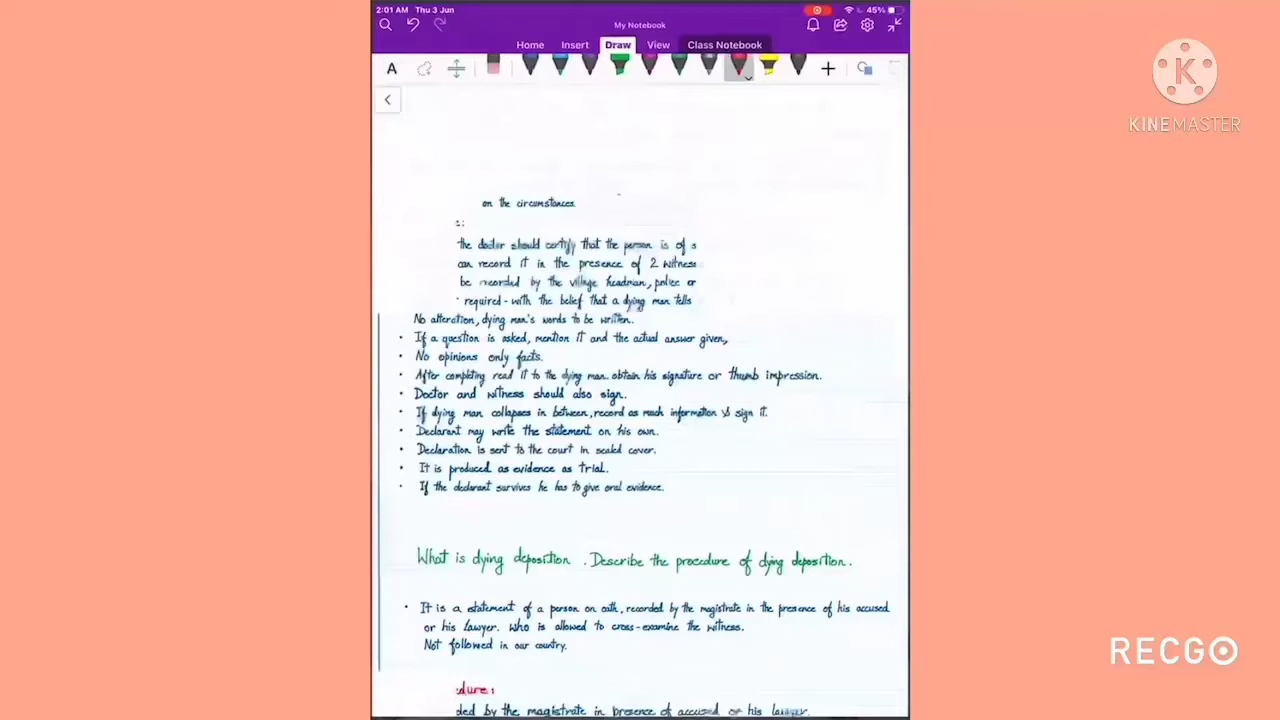 2:01 AM Thu 3 Jun
45%
My Notebook
Home Insert Draw View Class Notebook
A
K
KINEMASTER
on the circumstances.
the doctor should certify that the person is of s
can record it in the presence of 2 witness
be recorded by the village headman, police or
required - with the belief that a dying man tells
No alteration, dying man's words to be written.
• If a question is asked, mention it and the actual answer given,
• No opinions only facts.
• After completing read it to the dying man. obtain his signature or thumb impression.
• Doctor and witness should also sign.
• If dying man collapses in between, record as much information & sign it.
• Declarant may write the statement on his own.
• Declaration is sent to the court in sealed cover.
• It is produced as evidence as trial.
• If the declarant survives he has to give oral evidence.
What is dying deposition . Describe the procedure of dying deposition.
• It is a statement of a person on oath, recorded by the magistrate in the presence of his accused
or his lawyer. who is allowed to cross-examine the witness.
Not followed in our country.
dure:
ded by the magistrate in presence of accused or his lawyer.
RECGO